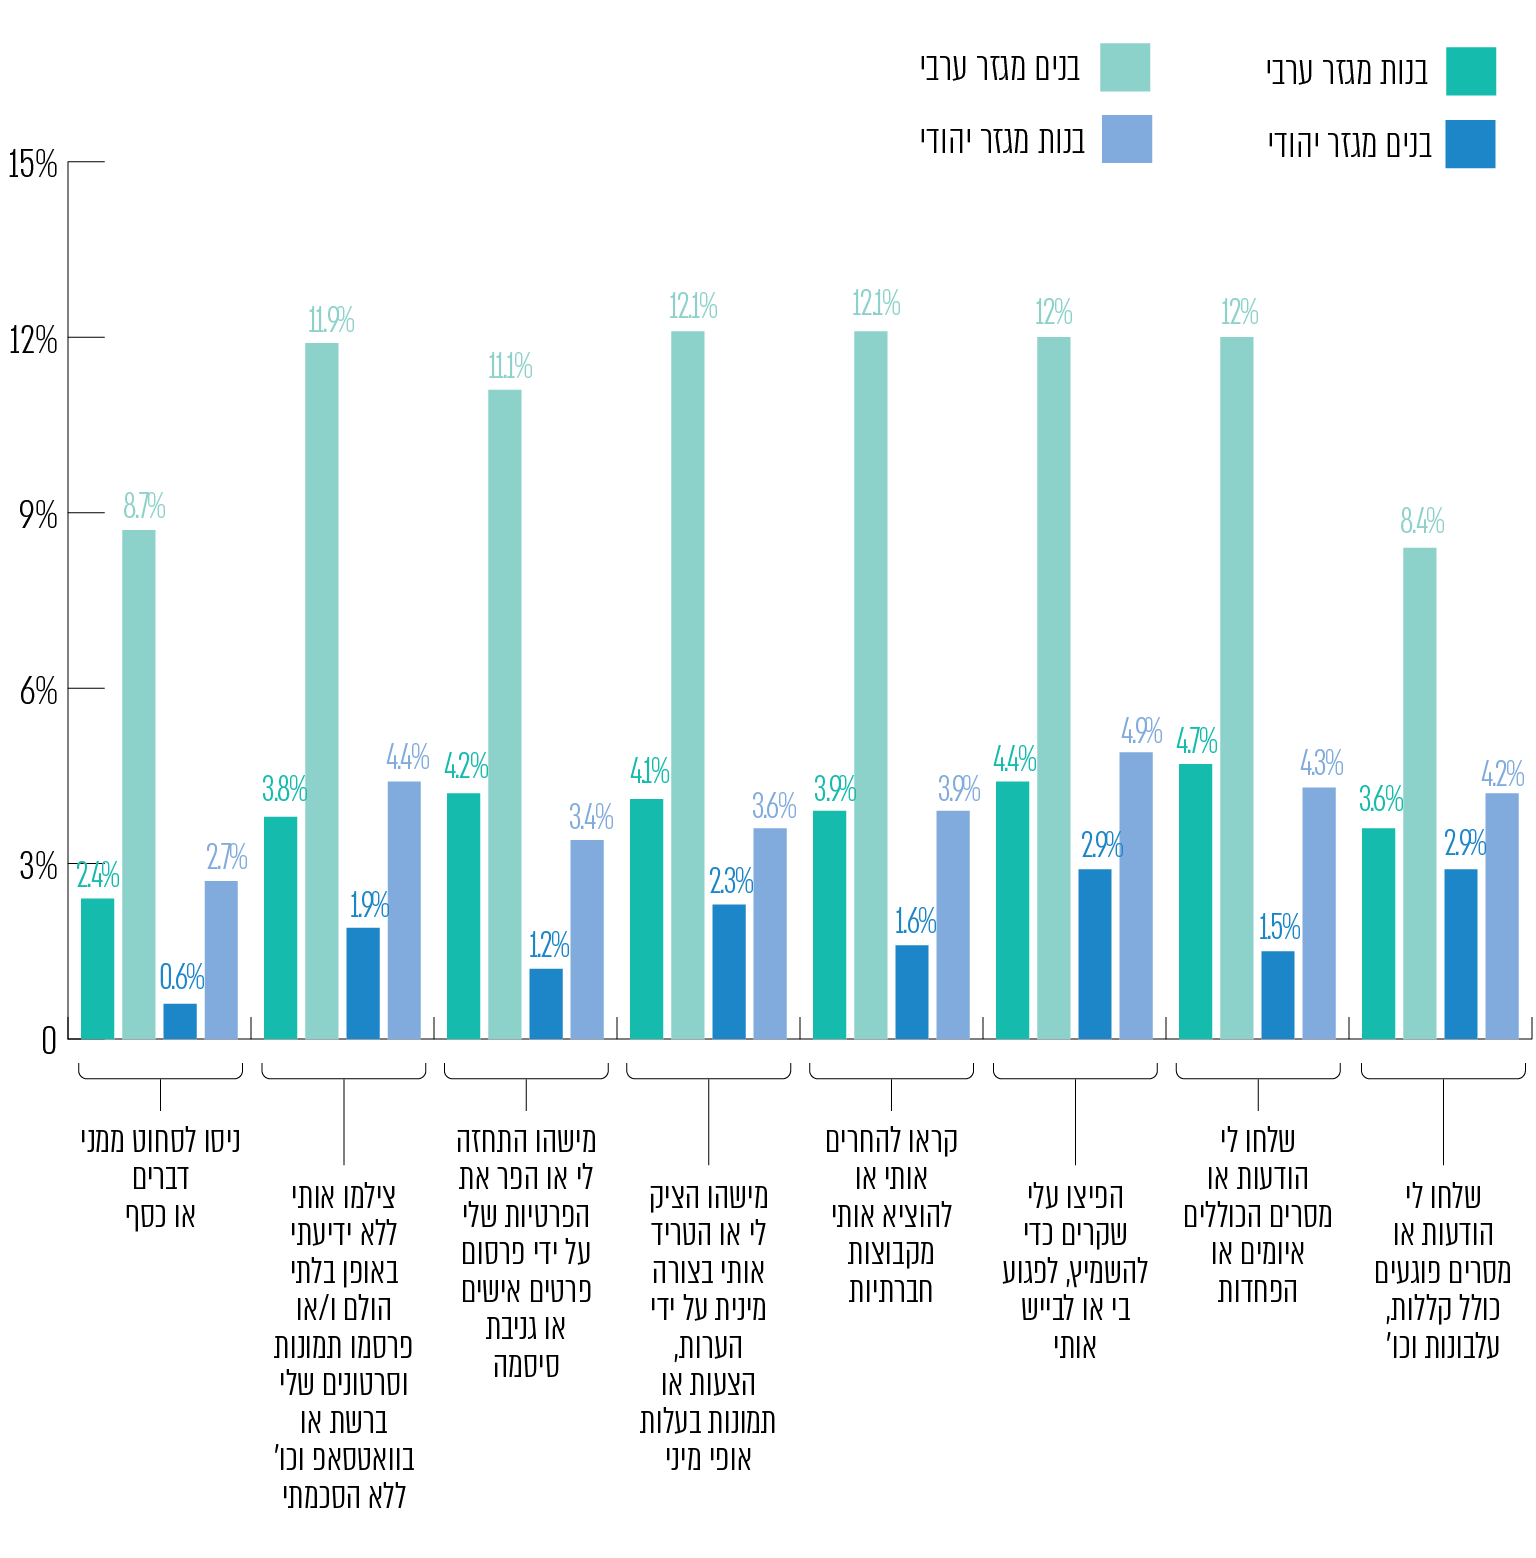 בנות מגזר ערבי
בנים מגזר ערבי
בנים מגזר יהודי
בנות מגזר יהודי
15%
12%
9%
6%
3%
0
2.4%
8.7%
0.6%
2.7%
3.8%
11.9%
1.9%
4.4%
4.2%
11.1%
1.2%
3.4%
4.1%
12.1%
2.3%
3.6%
3.9%
12.1%
1.6%
3.9%
4.4%
12%
2.9%
4.9%
4.7%
12%
1.5%
4.3%
3.6%
8.4%
2.9%
4.2%
שלחו לי
הודעות או
מסרים פוגעים
כולל קללות,
עלבונות וכו'
שלחו לי
הודעות או
מסרים הכוללים
איומים או
הפחדות
הפיצו עלי
שקרים כדי
להשמיץ, לפגוע
בי או לבייש
אותי
קראו להחרים
אותי או
להוציא אותי
מקבוצות
חברתיות
מישהו הציק
לי או הטריד
אותי בצורה
מינית על ידי
הערות,
הצעות או
תמונות בעלות
אופי מיני
מישהו התחזה
לי או הפר את
הפרטיות שלי
על ידי פרסום
פרטים אישים
או גניבת
סיסמה
צילמו אותי
ללא ידיעתי
באופן בלתי
הולם ו/או
פרסמו תמונות
וסרטונים שלי
ברשת או
בוואטסאפ וכו'
ללא הסכמתי
ניסו לסחוט ממני
דברים
או כסף